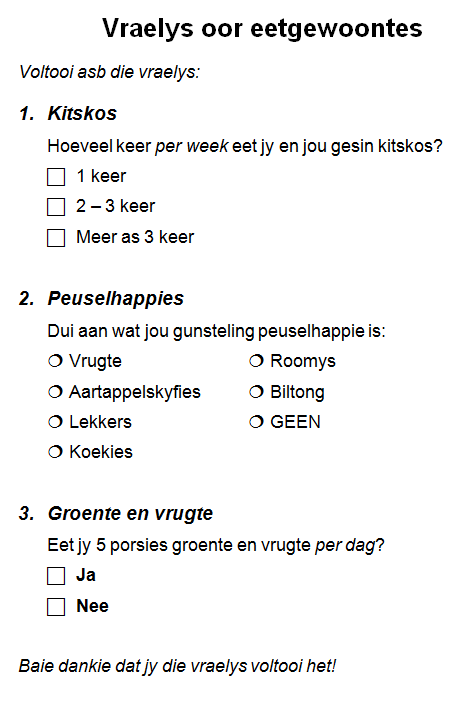 Vraelys oor eetgewoontes
Voltooi asb die vraelys:
1. Kitskos
Hoeveel keer per week eet jy en jou gesin kitskos?
1 keer
2 – 3 keer
Meer as 3 keer
2. Peuselhappies
Dui aan wat jou gunsteling peuselhappie is:
Vrugte
Aartappelskyfies
Lekkers
Koekies
Roomys
Biltong
GEEN
3. Groente en vrugte
Eet jy 5 porsies groente en vrugte per dag?
Ja
Nee
Baie dankie dat jy die vraelys voltooi het!